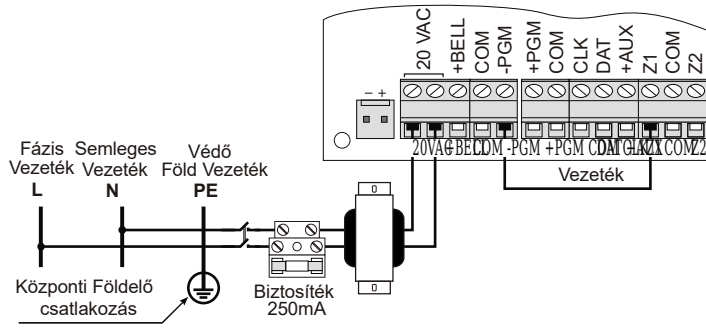 20 VAC
+BELL
COM
-PGM
+PGM
COM
CLK
DAT
+AUX
Z1
COM
Z2
– +
Fázis
Vezeték
L
Semleges
Vezeték
N
Védő
Föld Vezeték
PE
Vezeték
Központi Földelő
csatlakozás
Biztosíték
250mA